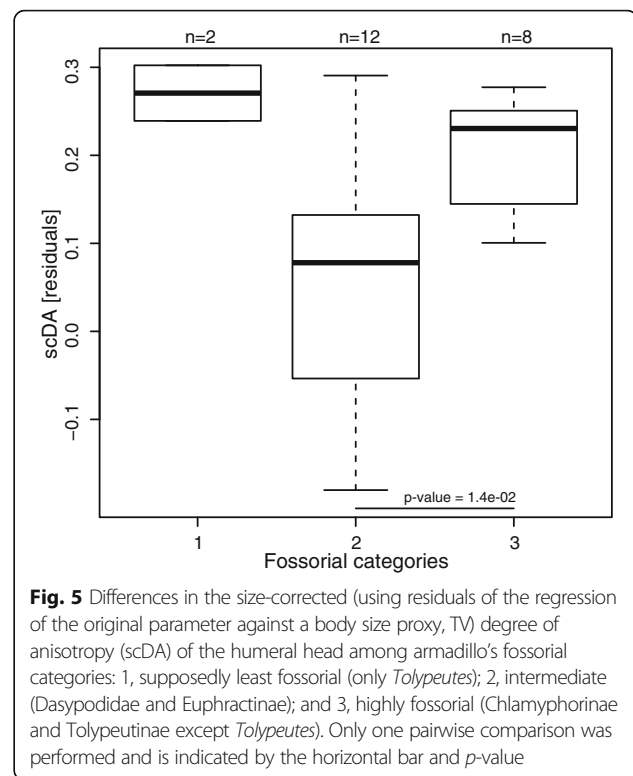 n=2 n=12 n=8
0.3
0.2
0.1
0.0
−0.1
scDA [residuals]
p-value = 1.4e-02
1 2 3
Fossorial categories
Fig. 5 Differences in the size-corrected (using residuals of the regression
of the original parameter against a body size proxy, TV) degree of
anisotropy (scDA) of the humeral head among armadillo’s fossorial
categories: 1, supposedly least fossorial (only Tolypeutes); 2, intermediate
(Dasypodidae and Euphractinae); and 3, highly fossorial (Chlamyphorinae
and Tolypeutinae except Tolypeutes). Only one pairwise comparison was
performed and is indicated by the horizontal bar and p-value